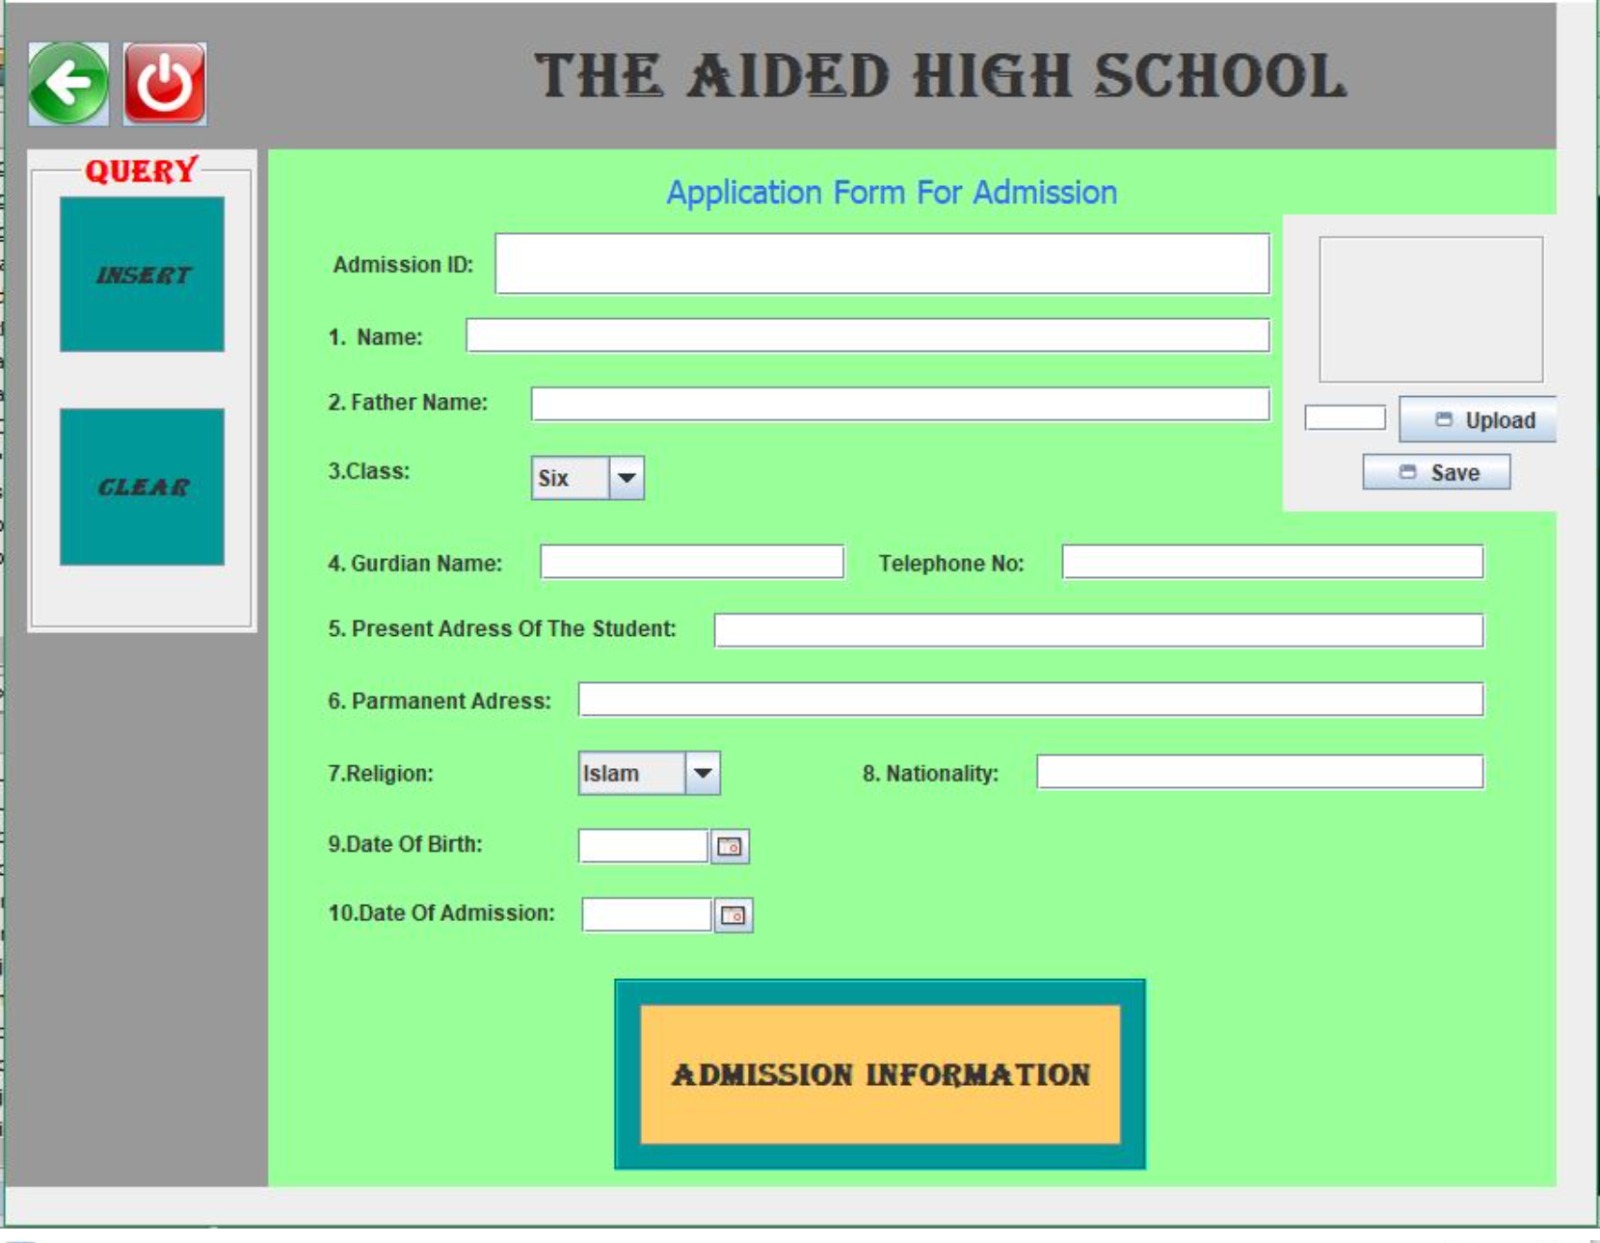 THE AIDED HIGH SCHOOL
QUERY
INSERT
CLEAR
Application Form For Admission
Admission ID:
1. Name:
2. Father Name:
Upload
3.Class: Six
Save
4. Gurdian Name: Telephone No:
5. Present Adress Of The Student:
6. Parmanent Adress:
7.Religion: Islam 8. Nationality:
9.Date Of Birth:
10.Date Of Admission:
ADMISSION INFORMATION